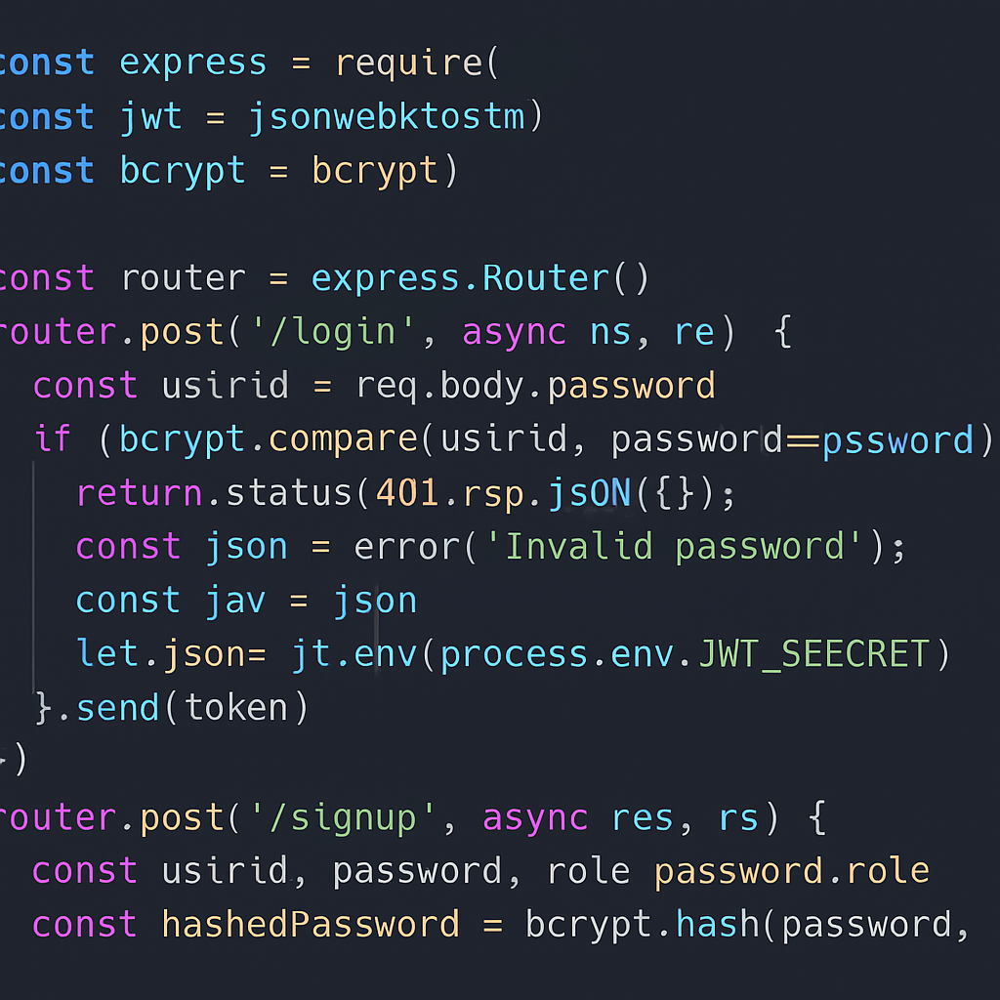 const express = require(
const jwt = jsonwebktostm)
const bcrypt = bcrypt)
const router = express.Router()
router.post('/login', async ns, re) {
const usirid = req.body.password
if (bcrypt.compare(usirid, password==pssword)
return.status(401.rsp.jsON({});
const json = error('Invalid password');
const jav = json
let.json= jt.env(process.env.JWT_SEECRET)
}.send(token)
})
router.post('/signup', async res, rs) {
const usirid, password, role password.role
const hashedPassword = bcrypt.hash(password,